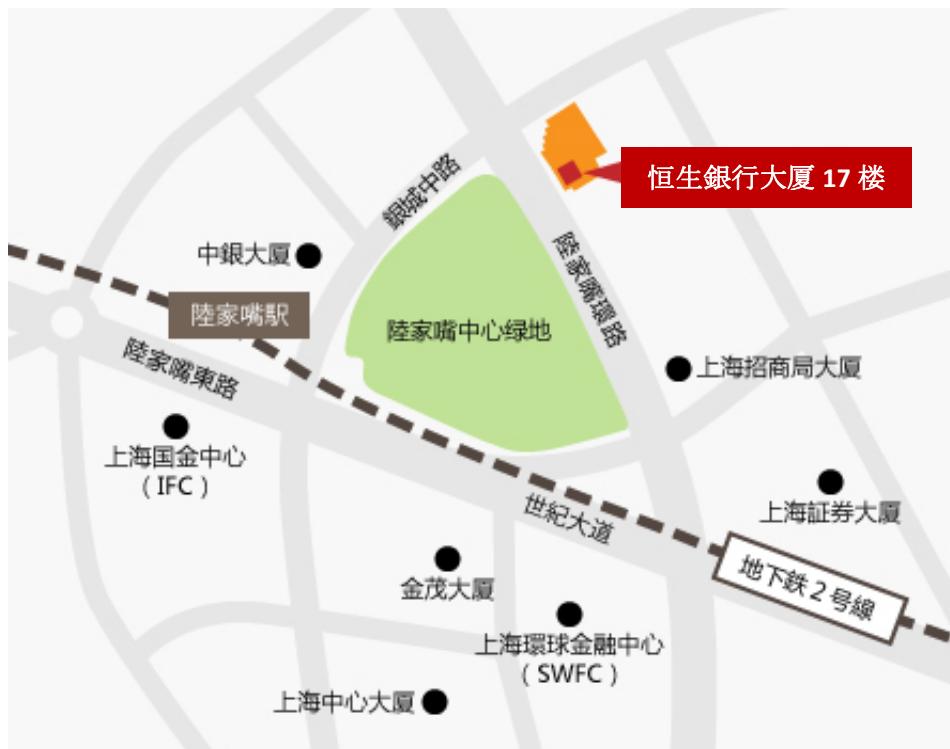 恒生銀行大厦 17 楼
銀城中路
中銀大厦
陸家嘴環路
陸家嘴駅
陸家嘴中心绿地
陸家嘴東路
上海招商局大厦
上海国金中心
（IFC）
上海証券大厦
世紀大道
地下鉄２号線
金茂大厦
上海環球金融中心
（SWFC）
上海中心大厦